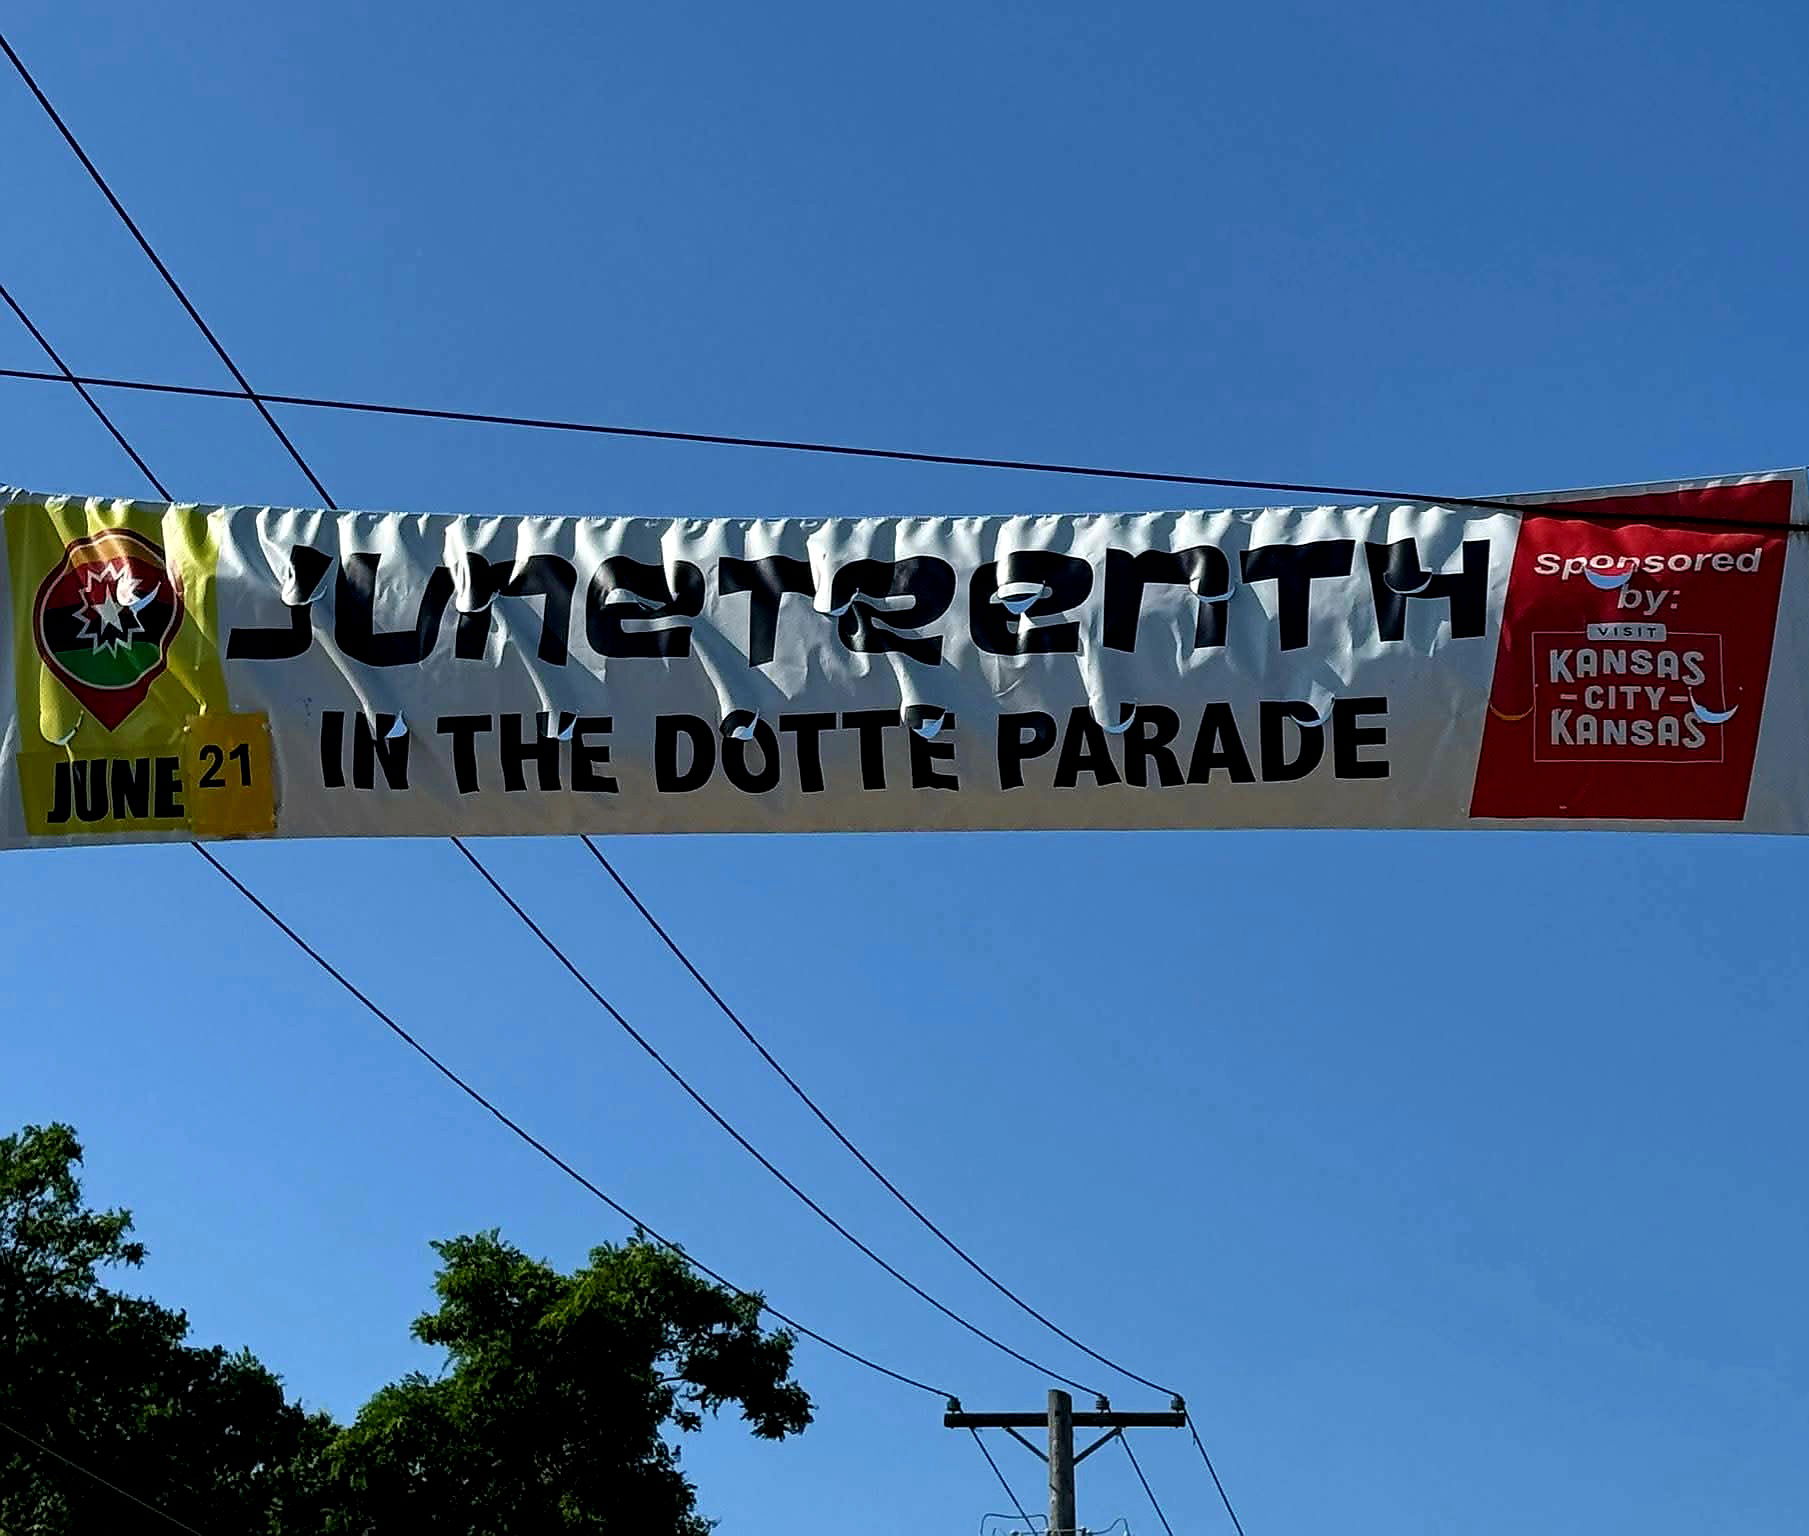 Juneteenth
IN THE DOTTE PARADE
JUNE 21
Sponsored
by:
VISIT
KANSAS
-CITY-
KANSAS